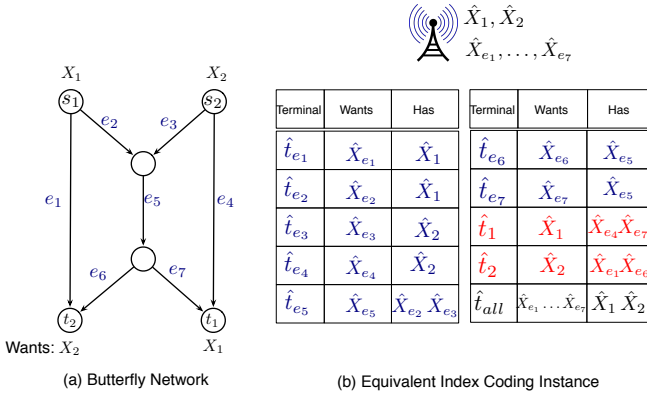 X̂₁, X̂₂
X̂ₑ₁, . . . , X̂ₑ₇
X₁ X₂
s₁ s₂
e₂ e₃
e₁ e₅ e₄
e₆ e₇
t₂ t₁
Wants: X₂ X₁
(a) Butterfly Network
Terminal Wants Has
t̂ₑ₁ X̂ₑ₁ X̂₁
t̂ₑ₂ X̂ₑ₂ X̂₁
t̂ₑ₃ X̂ₑ₃ X̂₂
t̂ₑ₄ X̂ₑ₄ X̂₂
t̂ₑ₅ X̂ₑ₅ X̂ₑ₂ X̂ₑ₃
Terminal Wants Has
t̂ₑ₆ X̂ₑ₆ X̂ₑ₅
t̂ₑ₇ X̂ₑ₇ X̂ₑ₅
t̂₁ X̂₁ X̂ₑ₄X̂ₑ₇
t̂₂ X̂₂ X̂ₑ₁X̂ₑ₆
t̂all X̂ₑ₁ . . . X̂ₑ₇ X̂₁ X̂₂
(b) Equivalent Index Coding Instance